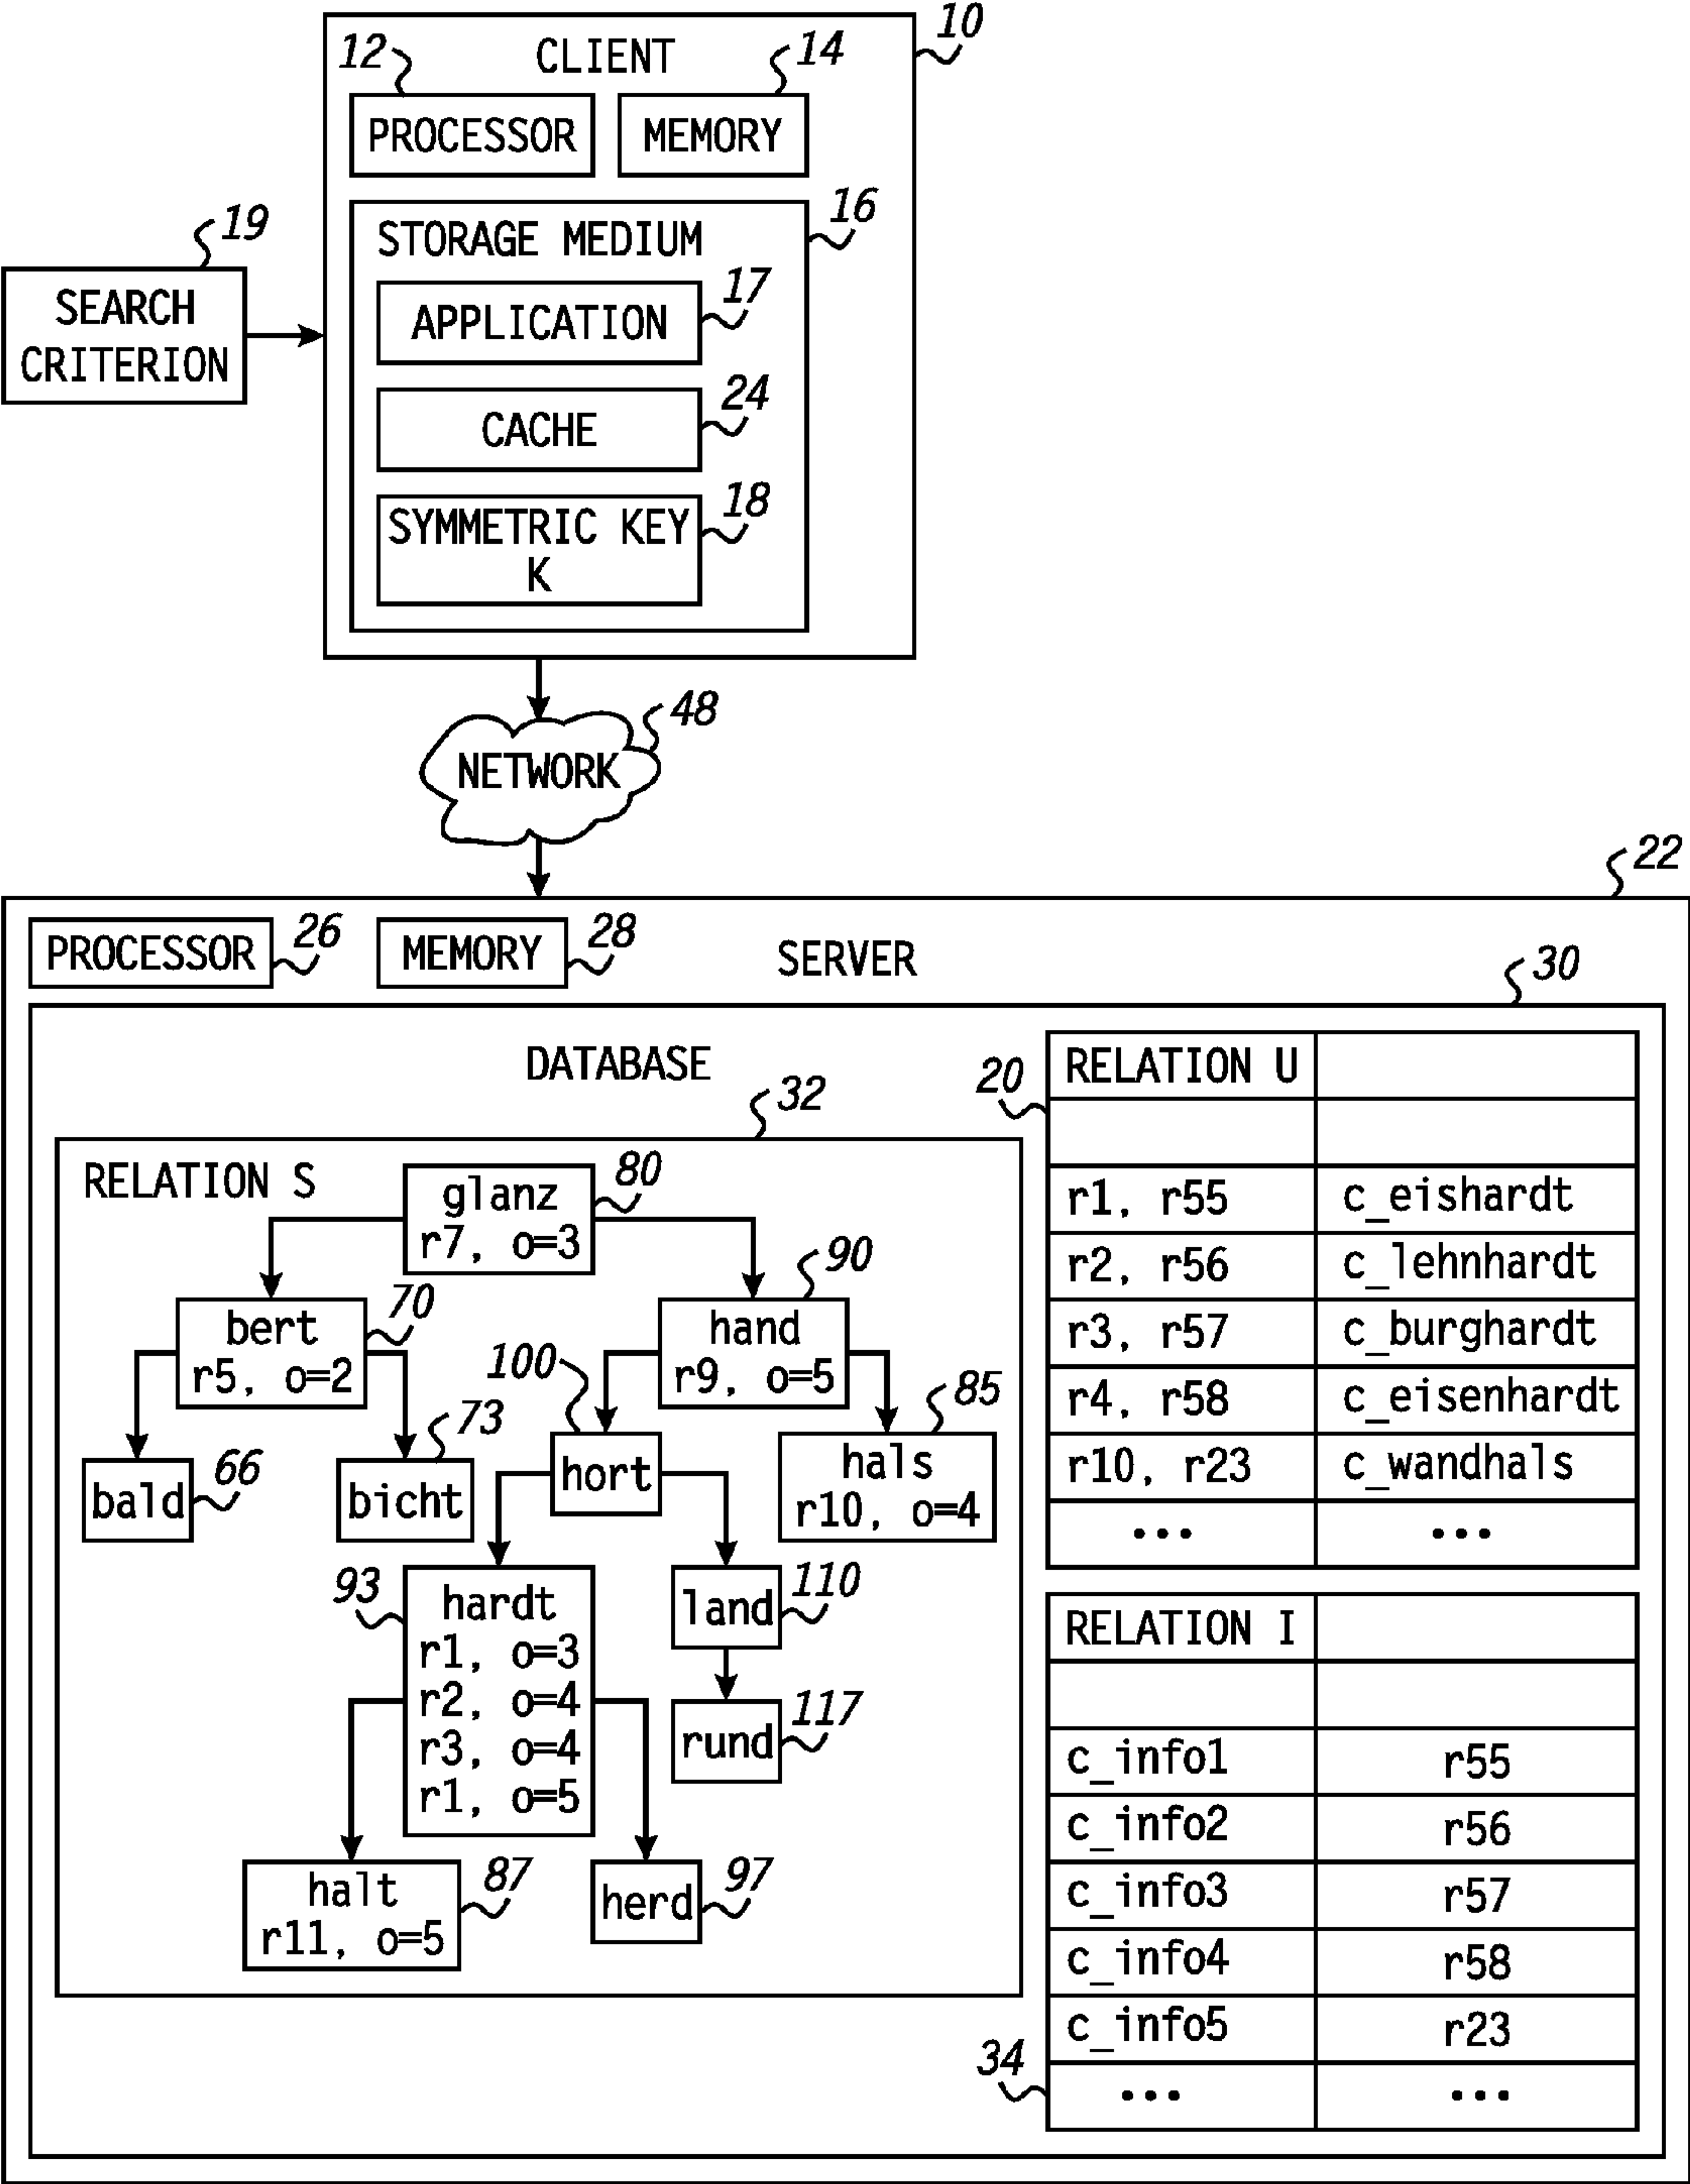 10
12
CLIENT
14
PROCESSOR
MEMORY
16
19
STORAGE MEDIUM
SEARCH
CRITERION
17
APPLICATION
24
CACHE
18
SYMMETRIC KEY
K
48
NETWORK
22
PROCESSOR
26
MEMORY
28
SERVER
30
DATABASE
32
RELATION S
glanz
r7, o=3
80
bert
r5, o=2
70
hand
r9, o=5
90
100
85
73
bald
66
bicht
hort
hals
r10, o=4
93
hardt
r1, o=3
r2, o=4
r3, o=4
r1, o=5
land
110
rund
117
halt
r11, o=5
87
herd
97
20
RELATION U
r1, r55 c_eishardt
r2, r56 c_lehnhardt
r3, r57 c_burghardt
r4, r58 c_eisenhardt
r10, r23 c_wandhals
... ...
RELATION I
c_info1 r55
c_info2 r56
c_info3 r57
c_info4 r58
c_info5 r23
34
... ...